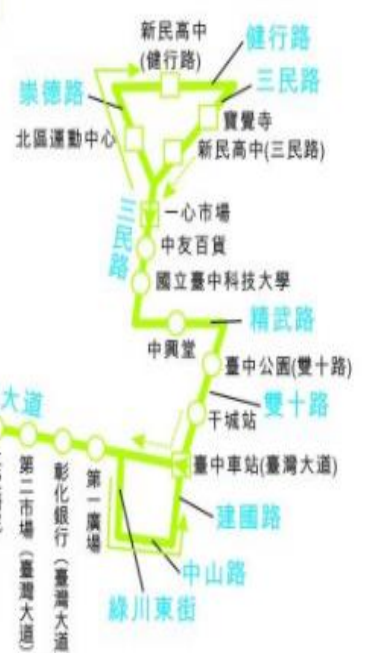 新民高中
(健行路)
健行路
崇德路
三民路
寶覺寺
北區運動中心
新民高中(三民路)
三民路
一心市場
中友百貨
國立臺中科技大學
精武路
中興堂
臺中公園(雙十路)
大道
雙十路
干城站
臺中車站(臺灣大道)
第一廣場
彰化銀行(臺灣大道
第二市場(臺灣大道)
建國路
中山路
綠川東街